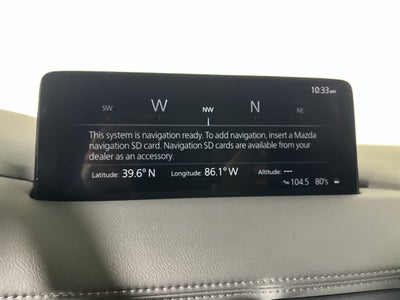 10:33am
SW W NW N NE
This system is navigation ready. To add navigation, insert a Mazda
navigation SD card. Navigation SD cards are available from your
dealer as an accessory.
Latitude: 39.6° N Longitude: 86.1° W Altitude: ---
104.5 80's